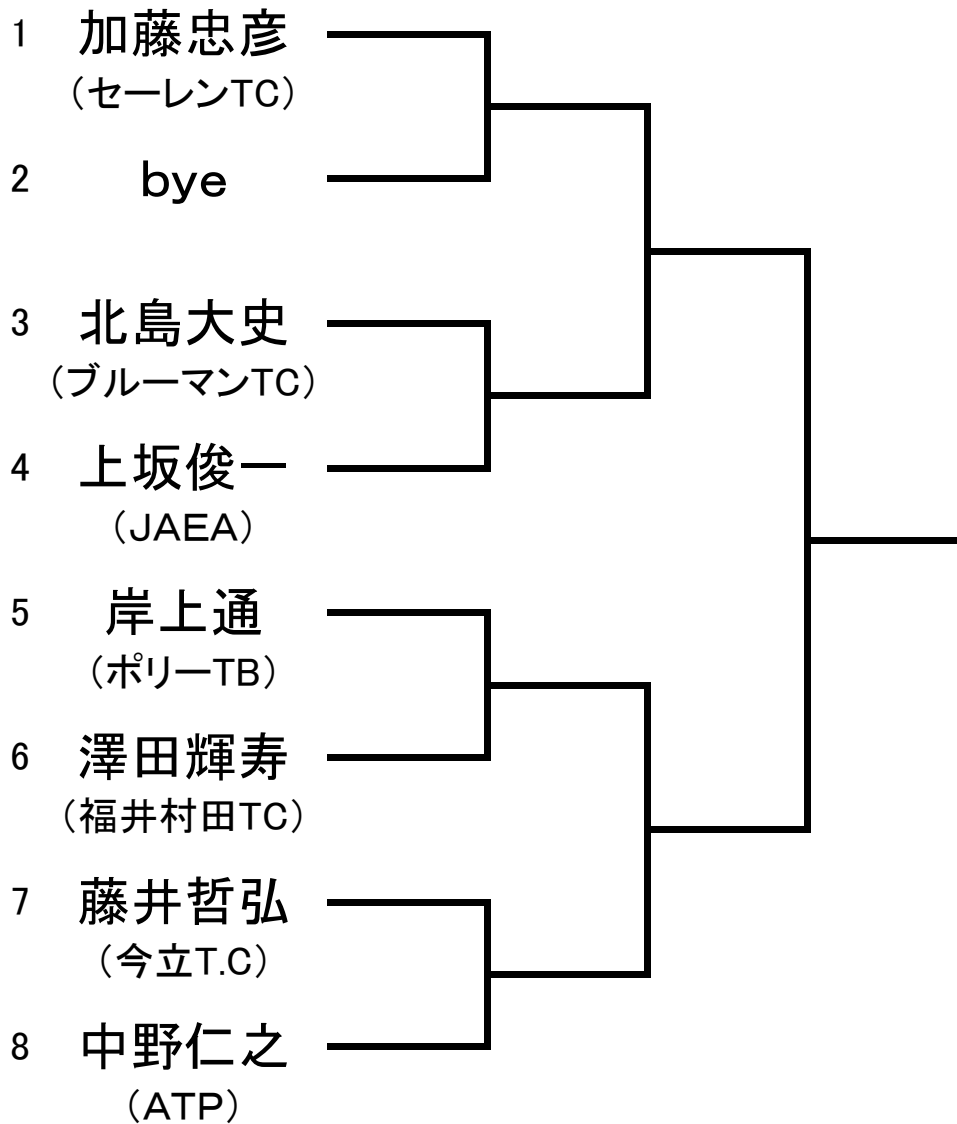 1 加藤忠彦
（セーレンTC）
2 bye
3 北島大史
（ブルーマンTC）
4 上坂俊一
（JAEA）
5 岸上通
（ポリーTB）
6 澤田輝寿
（福井村田TC）
7 藤井哲弘
（今立T.C）
8 中野仁之
（ATP）